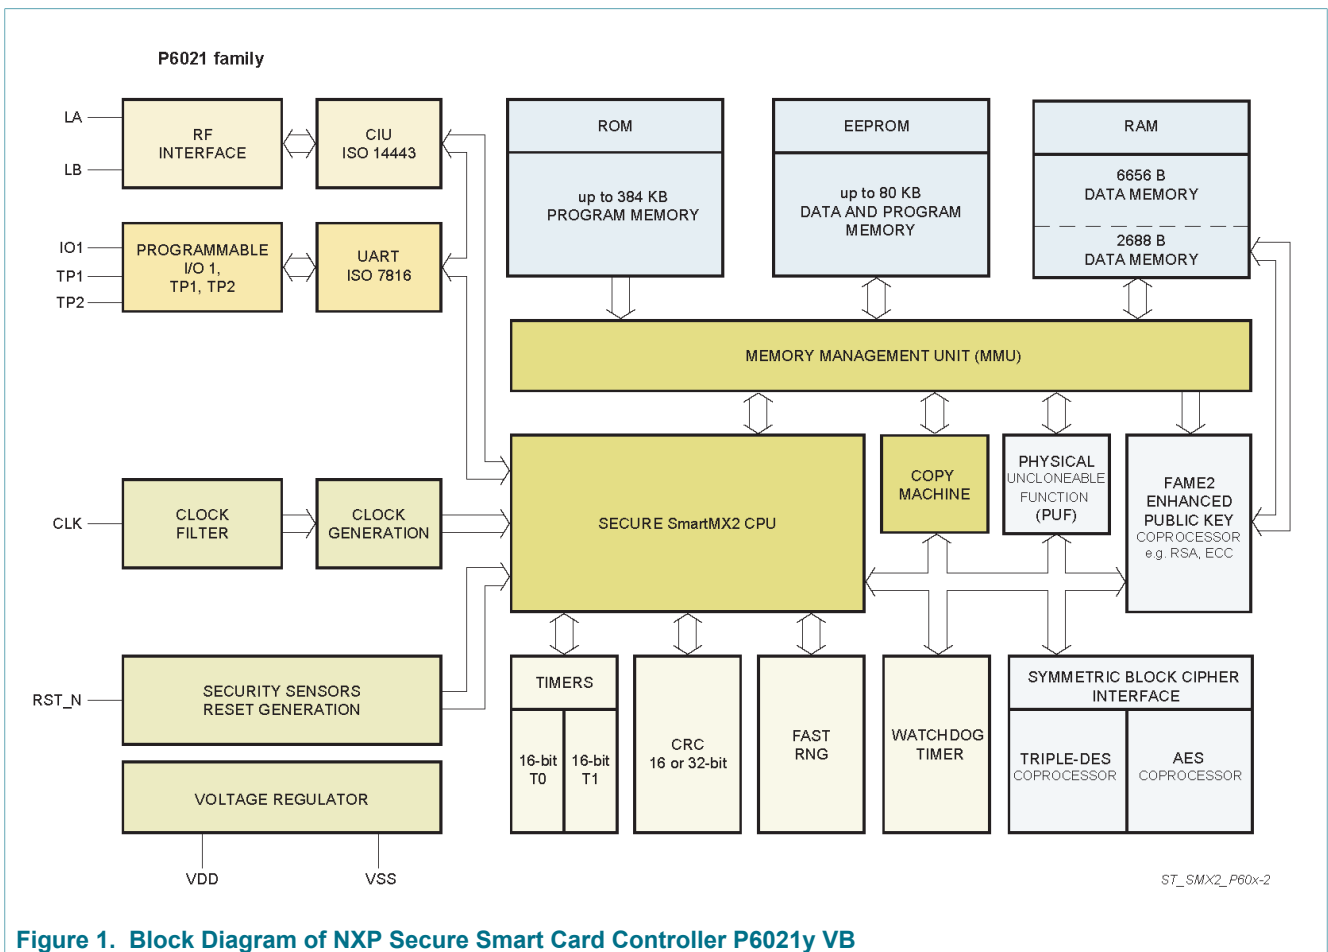 P6021 family
LA
LB
RF
INTERFACE
CIU
ISO 14443
IO1
TP1
TP2
PROGRAMMABLE
I/O 1,
TP1, TP2
UART
ISO 7816
ROM
up to 384 KB
PROGRAM MEMORY
EEPROM
up to 80 KB
DATA AND PROGRAM
MEMORY
RAM
6656 B
DATA MEMORY
2688 B
DATA MEMORY
MEMORY MANAGEMENT UNIT (MMU)
CLK
CLOCK
FILTER
CLOCK
GENERATION
SECURE SmartMX2 CPU
COPY
MACHINE
PHYSICAL
UNCLONEABLE
FUNCTION
(PUF)
FAME2
ENHANCED
PUBLIC KEY
COPROCESSOR
e.g. RSA, ECC
RST_N
SECURITY SENSORS
RESET GENERATION
VOLTAGE REGULATOR
VDD
VSS
TIMERS
16-bit
T0
16-bit
T1
CRC
16 or 32-bit
FAST
RNG
WATCHDOG
TIMER
SYMMETRIC BLOCK CIPHER
INTERFACE
TRIPLE-DES
COPROCESSOR
AES
COPROCESSOR
ST_SMX2_P60x-2
Figure 1. Block Diagram of NXP Secure Smart Card Controller P6021y VB